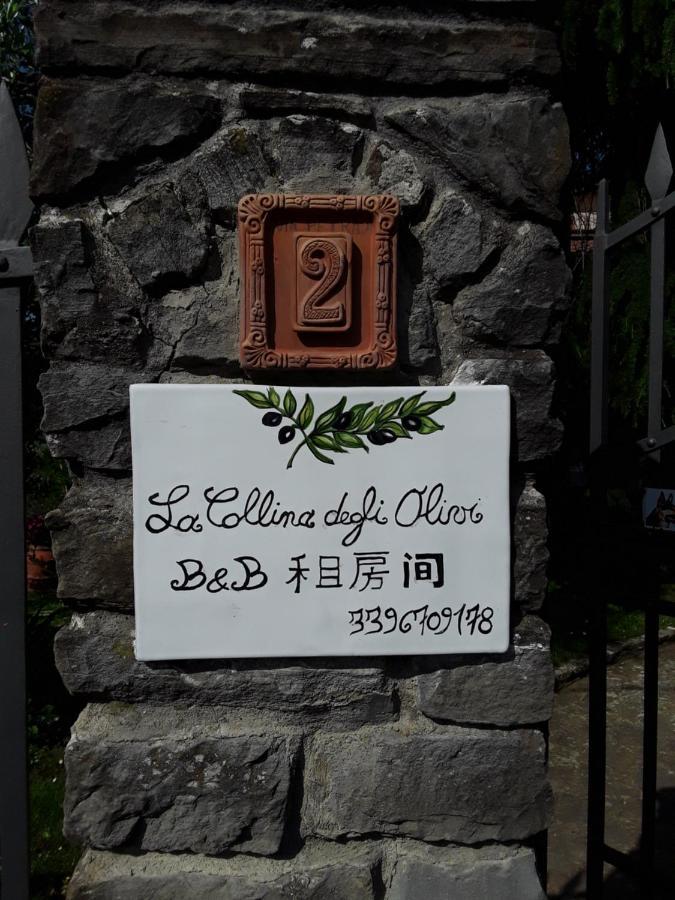 2
La Collina degli Olivi
B&B 租房间
3396709178